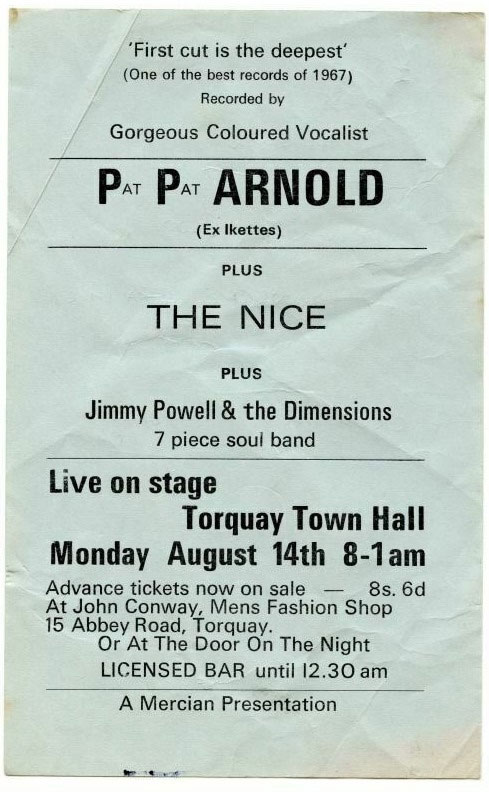 'First cut is the deepest'
(One of the best records of 1967)
Recorded by
Gorgeous Coloured Vocalist
PAT PAT ARNOLD
(Ex Ikettes)
PLUS
THE NICE
PLUS
Jimmy Powell & the Dimensions
7 piece soul band
Live on stage
Torquay Town Hall
Monday August 14th 8-1am
Advance tickets now on sale — 8s. 6d
At John Conway, Mens Fashion Shop
15 Abbey Road, Torquay.
Or At The Door On The Night
LICENSED BAR until 12.30 am
A Mercian Presentation